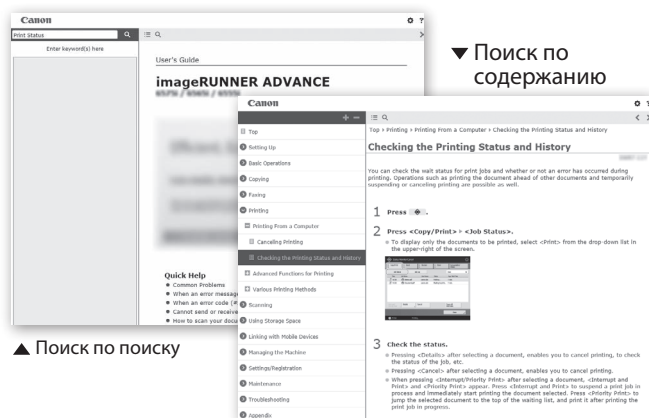 Canon
Print Status
Enter keyword(s) here
User's Guide
imageRUNNER ADVANCE
6575i / 6565i / 6555i
Quick Help
Common Problems
When an error messag
When an error code (#
Cannot send or receive
How to scan your docu
▲ Поиск по поиску
▼ Поиск по
содержанию
Canon
Top
Setting Up
Basic Operations
Copying
Faxing
Printing
Printing From a Computer
Canceling Printing
Checking the Printing Status and History
Advanced Functions for Printing
Various Printing Methods
Scanning
Using Storage Space
Linking with Mobile Devices
Managing the Machine
Settings/Registration
Maintenance
Troubleshooting
Appendix
Top > Printing > Printing From a Computer > Checking the Printing Status and History
Checking the Printing Status and History
You can check the wait status for print jobs and whether or not an error has occurred during
printing. Operations such as printing the document ahead of other documents and temporarily
suspending or canceling printing are possible as well.
1 Press .
2 Press <Copy/Print> ▸ <Job Status>.
To display only the documents to be printed, select <Print> from the drop down list in
the upper-right of the screen.
3 Check the status.
Pressing <Details> after selecting a document, enables you to cancel printing, to check
the status of the job, etc.
Pressing <Cancel> after selecting a document, enables you to cancel printing.
When pressing <Interrupt/Priority Print> after selecting a document, <Interrupt and
Print> and <Priority Print> appear. Press <Interrupt and Print> to suspend a print job in
process and immediately start printing the document selected. Press <Priority Print> to
jump the selected document to the top of the waiting list, and print it after printing the
print job in progress.